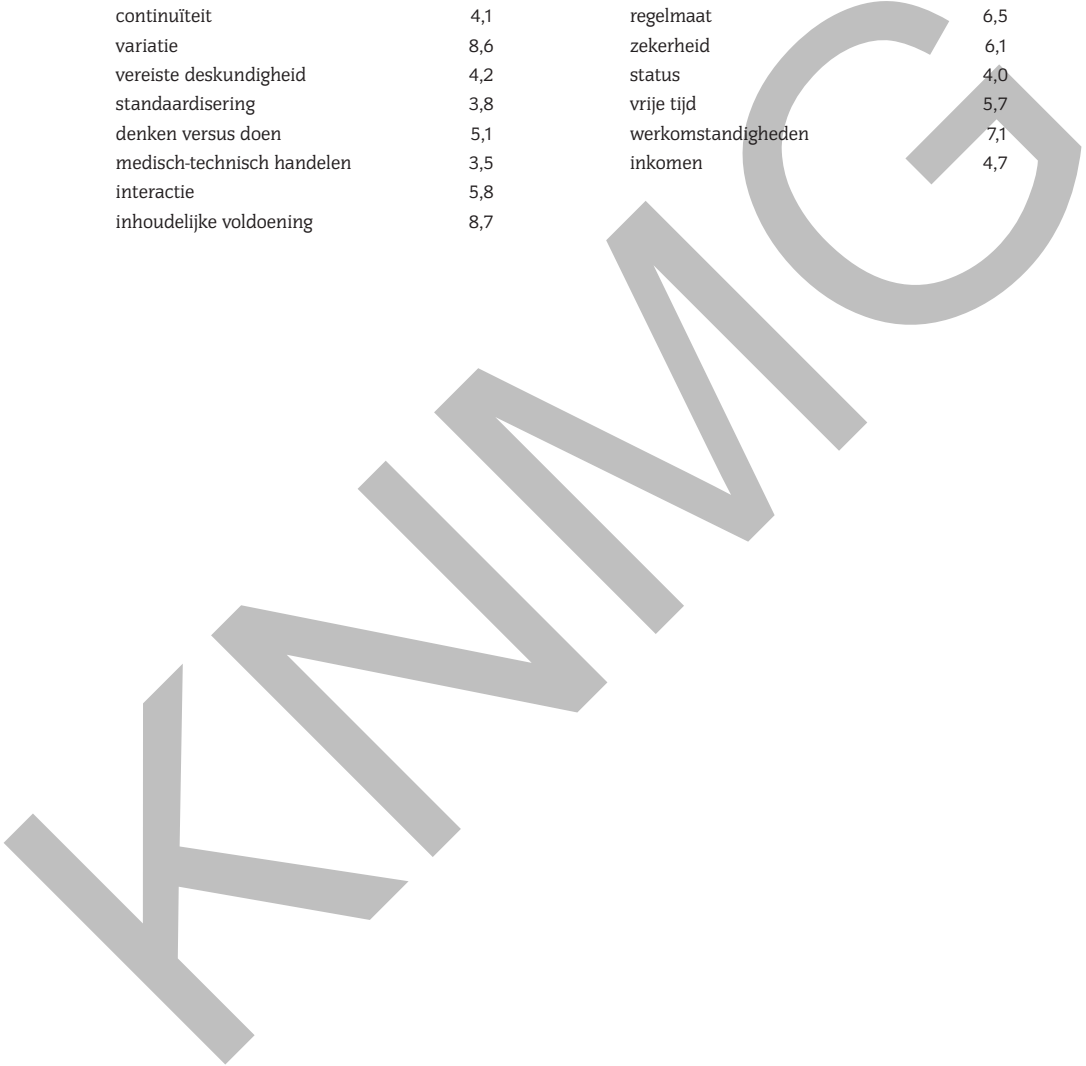 continuïteit 4,1
variatie 8,6
vereiste deskundigheid 4,2
standaardisering 3,8
denken versus doen 5,1
medisch-technisch handelen 3,5
interactie 5,8
inhoudelijke voldoening 8,7
regelmaat 6,5
zekerheid 6,1
status 4,0
vrije tijd 5,7
werkomstandigheden 7,1
inkomen 4,7
KNMG